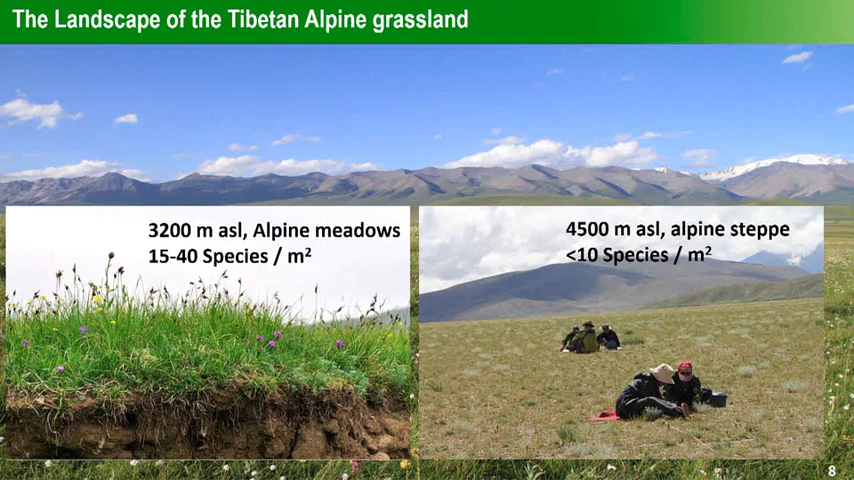 The Landscape of the Tibetan Alpine grassland
3200 m asl, Alpine meadows
15-40 Species / m²
4500 m asl, alpine steppe
<10 Species / m²
8